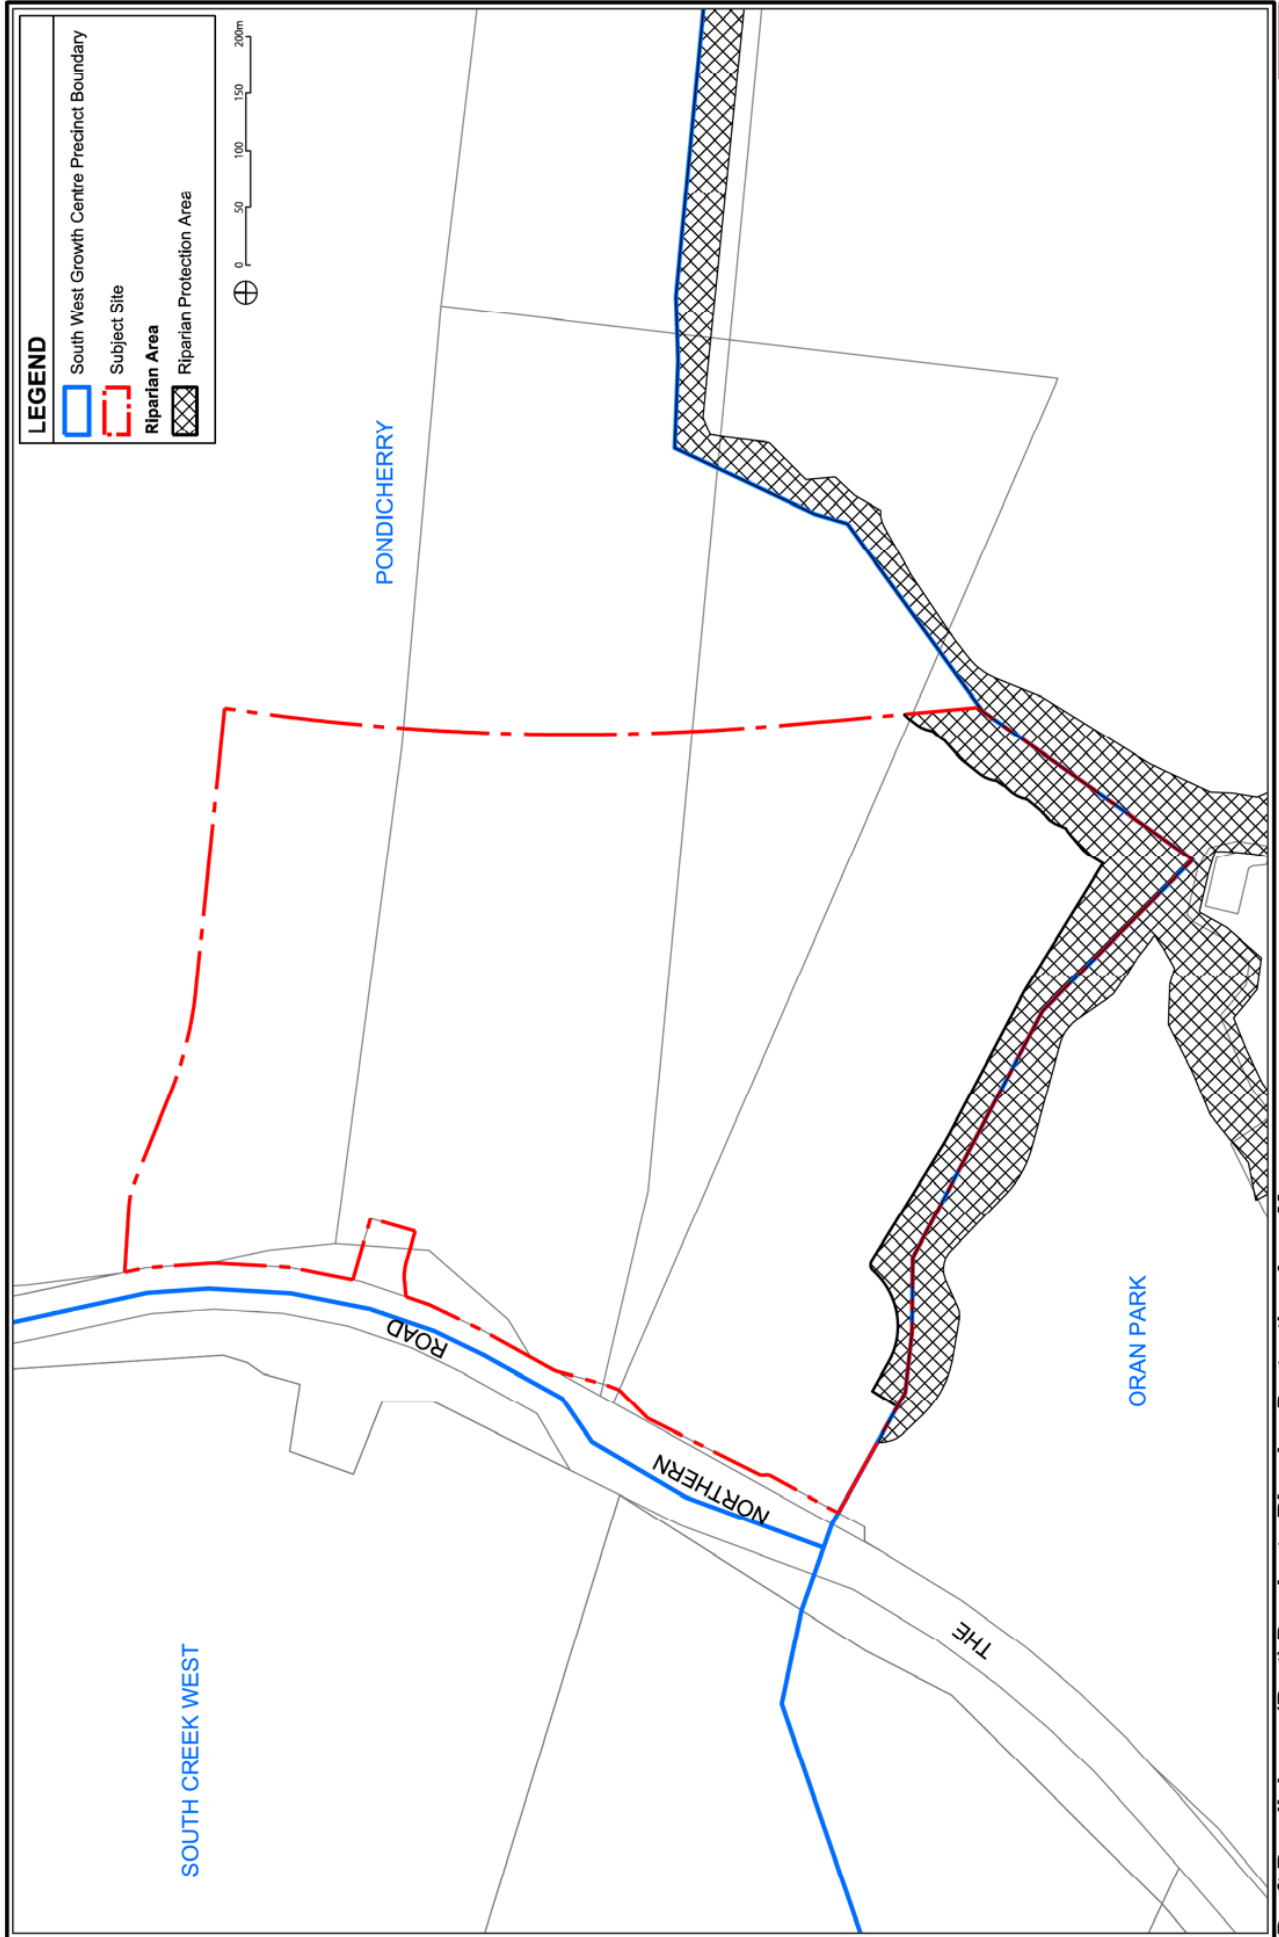 LEGEND
South West Growth Centre Precinct Boundary
Subject Site
Riparian Area
Riparian Protection Area
0 50 100 150 200m
PONDICHERRY
SOUTH CREEK WEST
ORAN PARK
THE
NORTHERN
ROAD